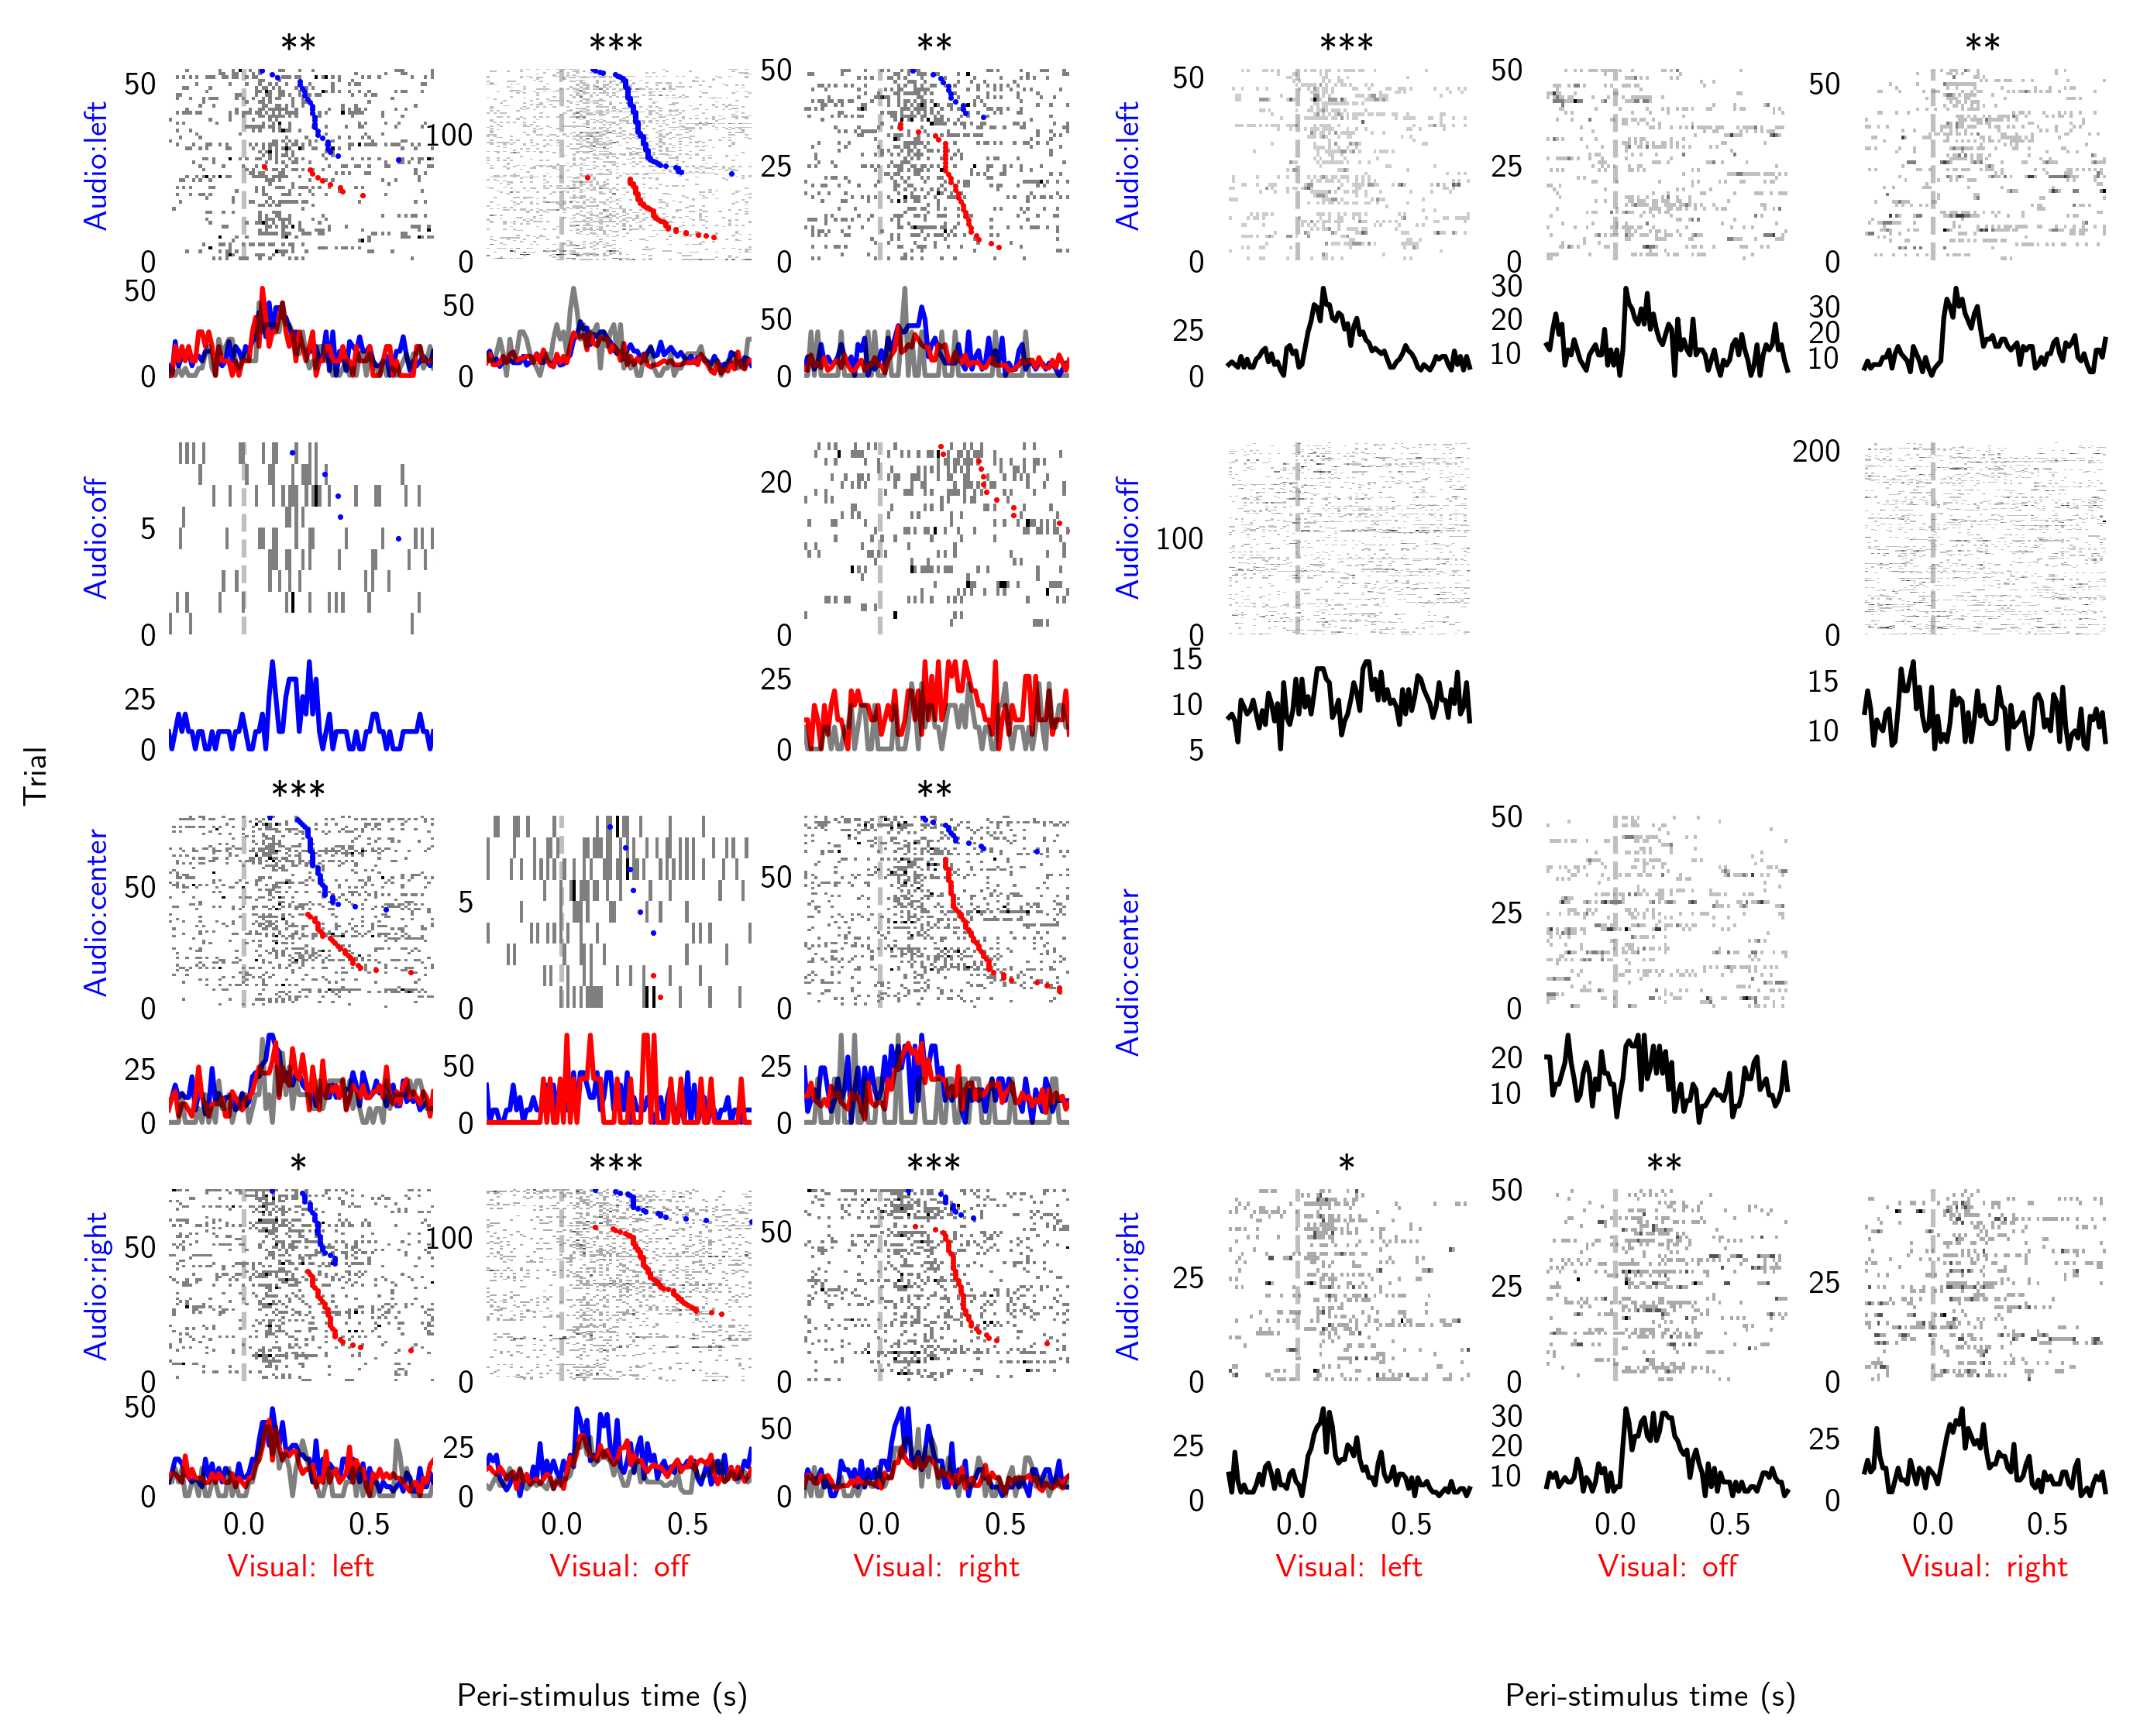 ** *** ** *** **
50 50 50 50 50
Audio:left Audio:left
100
25 25
0 0 0 0 0 0
50 50 50 25 30 20 10 30 20 10
0 0 0 0
Audio:off Audio:off
5 20 100 200
0 0 0 0
25 25 15 10 5 15 10
0 0
Trial
*** **
Audio:center Audio:center
50 5 50 50 25
0 0 0 0
25 50 25 20 10
0 0 0
* *** *** * **
Audio:right Audio:right
50 100 50 25 50 25 25
0 0 0 0 0 0
50 25 50 25 30 20 10 25
0 0 0 0 0
0.0 0.5 0.0 0.5 0.0 0.5 0.0 0.5 0.0 0.5 0.0 0.5
Visual: left Visual: off Visual: right Visual: left Visual: off Visual: right
Peri-stimulus time (s) Peri-stimulus time (s)